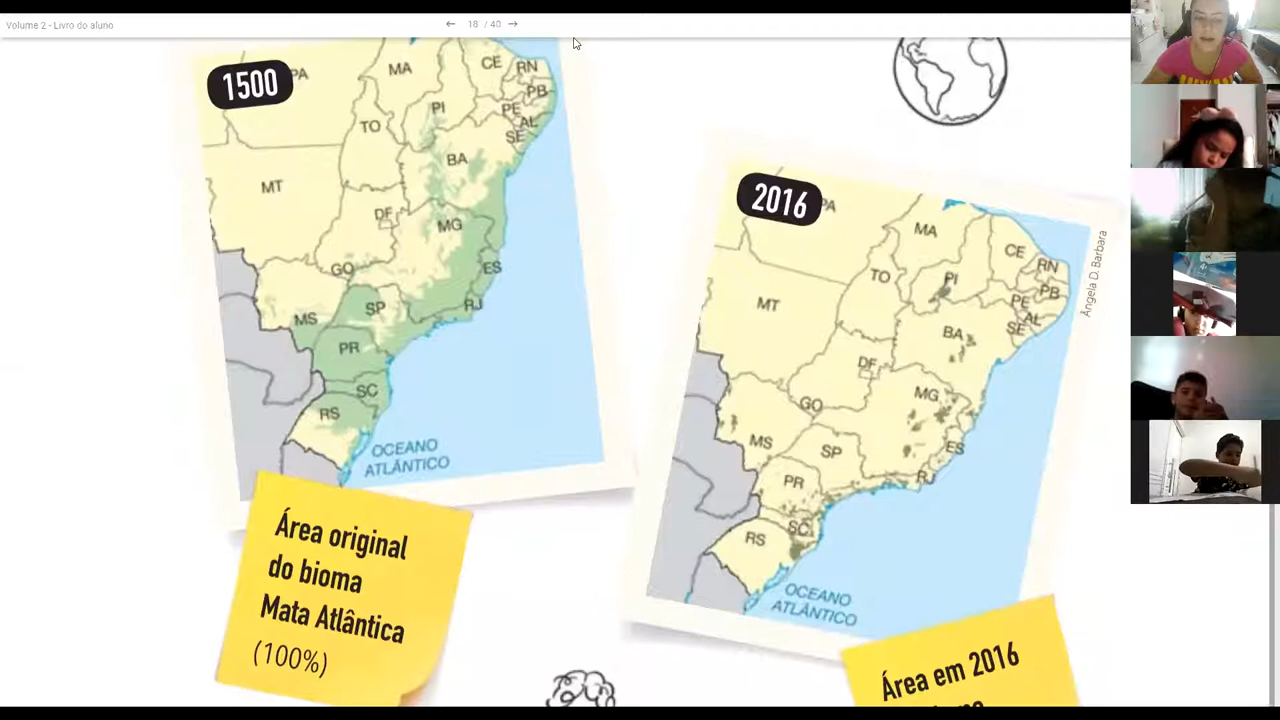 Volume 2 - Livro do aluno
← 18 / 40 →
1500
PA
MA
CE
RN
PB
PI
PE
AL
SE
TO
BA
MT
DF
MG
GO
ES
SP
RJ
MS
PR
SC
RS
OCEANO
ATLÂNTICO
Área original
do bioma
Mata Atlântica
(100%)
2016
PA
MA
CE
RN
PB
PI
PE
AL
SE
TO
BA
MT
DF
MG
GO
ES
SP
RJ
MS
PR
SC
RS
OCEANO
ATLÂNTICO
Ângela D. Barbara
Área em 2016